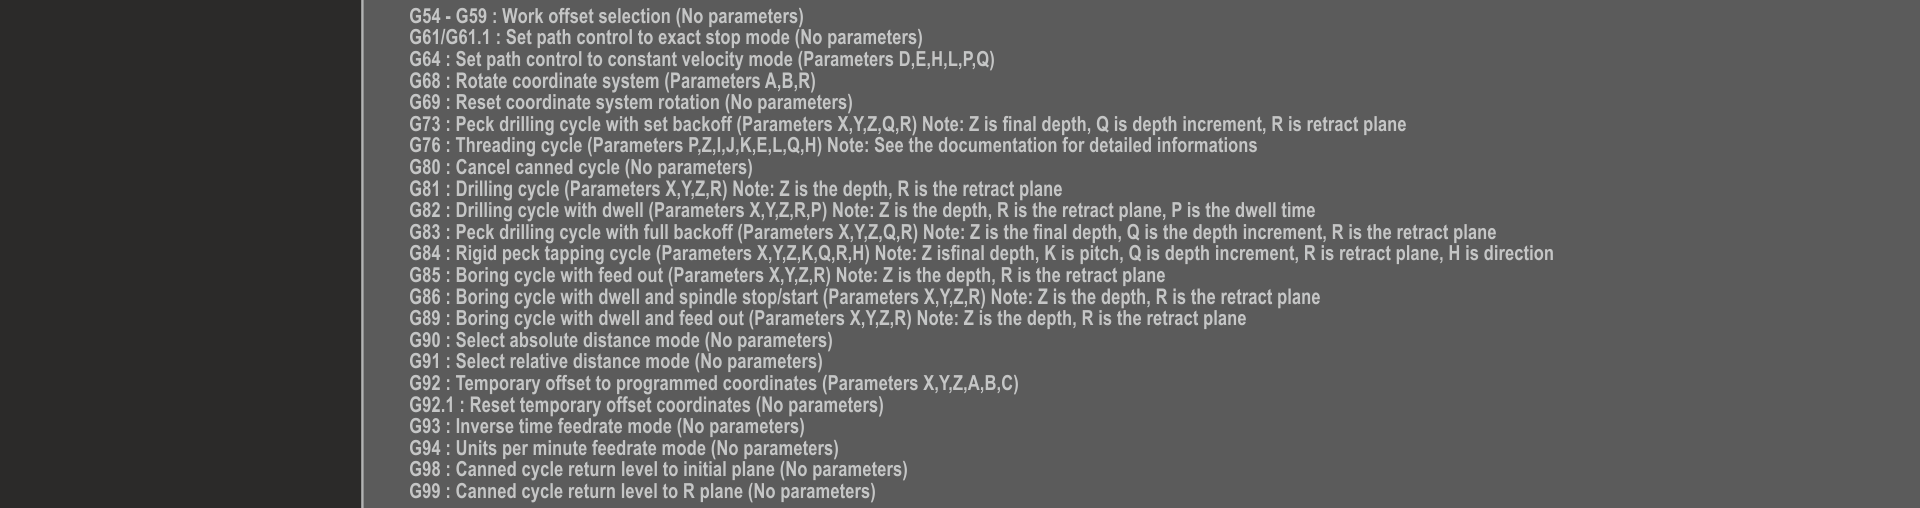 G54 - G59 : Work offset selection (No parameters)
G61/G61.1 : Set path control to exact stop mode (No parameters)
G64 : Set path control to constant velocity mode (Parameters D,E,H,L,P,Q)
G68 : Rotate coordinate system (Parameters A,B,R)
G69 : Reset coordinate system rotation (No parameters)
G73 : Peck drilling cycle with set backoff (Parameters X,Y,Z,Q,R) Note: Z is final depth, Q is depth increment, R is retract plane
G76 : Threading cycle (Parameters P,Z,I,J,K,E,L,Q,H) Note: See the documentation for detailed informations
G80 : Cancel canned cycle (No parameters)
G81 : Drilling cycle (Parameters X,Y,Z,R) Note: Z is the depth, R is the retract plane
G82 : Drilling cycle with dwell (Parameters X,Y,Z,R,P) Note: Z is the depth, R is the retract plane, P is the dwell time
G83 : Peck drilling cycle with full backoff (Parameters X,Y,Z,Q,R) Note: Z is the final depth, Q is the depth increment, R is the retract plane
G84 : Rigid peck tapping cycle (Parameters X,Y,Z,K,Q,R,H) Note: Z isfinal depth, K is pitch, Q is depth increment, R is retract plane, H is direction
G85 : Boring cycle with feed out (Parameters X,Y,Z,R) Note: Z is the depth, R is the retract plane
G86 : Boring cycle with dwell and spindle stop/start (Parameters X,Y,Z,R) Note: Z is the depth, R is the retract plane
G89 : Boring cycle with dwell and feed out (Parameters X,Y,Z,R) Note: Z is the depth, R is the retract plane
G90 : Select absolute distance mode (No parameters)
G91 : Select relative distance mode (No parameters)
G92 : Temporary offset to programmed coordinates (Parameters X,Y,Z,A,B,C)
G92.1 : Reset temporary offset coordinates (No parameters)
G93 : Inverse time feedrate mode (No parameters)
G94 : Units per minute feedrate mode (No parameters)
G98 : Canned cycle return level to initial plane (No parameters)
G99 : Canned cycle return level to R plane (No parameters)